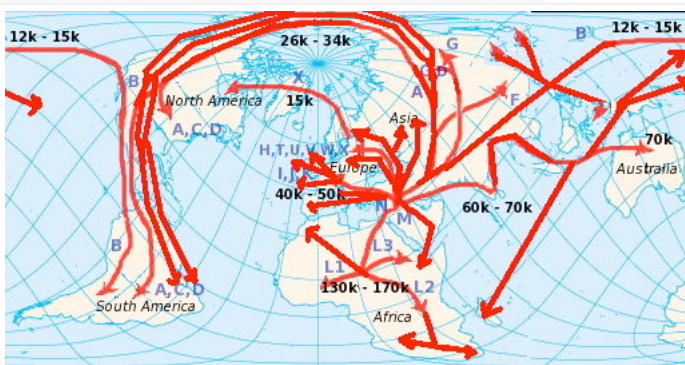 12k - 15k
26k - 34k
12k - 15k
B
G
B
X
A
North America
15k
F
Asia
A,C,D
H,T,U,V,W,X
Europe
70k
Australia
40k - 50k
N
M
60k - 70k
B
L3
L1
130k - 170k
L2
A,C,D
South America
Africa